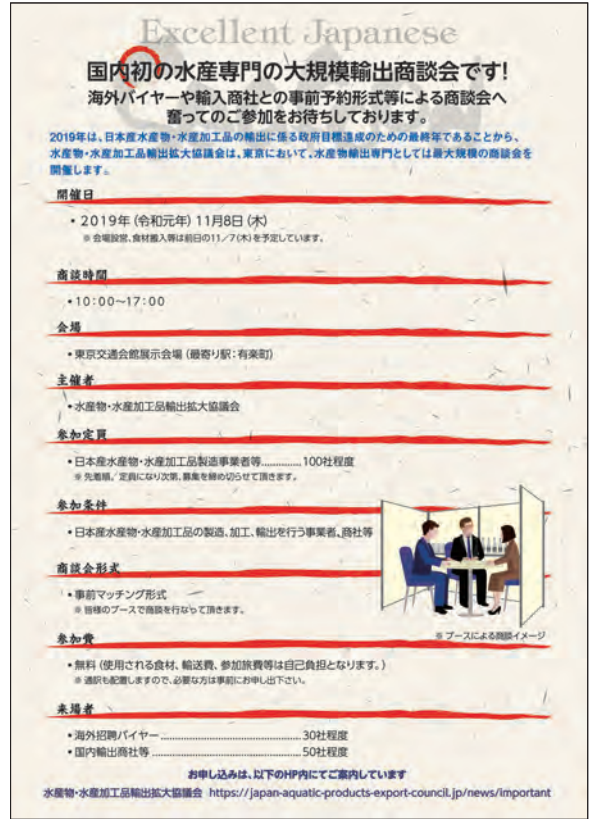 Excellent Japanese
国内初の水産専門の大規模輸出商談会です!
海外バイヤーや輸入商社との事前予約形式等による商談会へ
奮ってのご参加をお待ちしております。
2019年は、日本産水産物・水産加工品の輸出に係る政府目標達成のための最終年であることから、
水産物・水産加工品輸出拡大協議会は、東京において、水産物輸出専門としては最大規模の商談会を
開催します。
開催日
・2019年(令和元年)11月8日(木)
※会場設営、食材搬入等は前日の11/7(木)を予定しています。
商談時間
・10:00〜17:00
会場
・東京交通会館展示会場(最寄り駅:有楽町)
主催者
・水産物・水産加工品輸出拡大協議会
参加定員
・日本産水産物・水産加工品製造事業者等...............100社程度
※先着順。定員になり次第、募集を締め切らせて頂きます。
参加条件
・日本産水産物・水産加工品の製造、加工、輸出を行う事業者、商社等
商談会形式
・事前マッチング形式
※皆様のブースで商談を行なって頂きます。
※ブースによる商談イメージ
参加費
・無料(使用される食材、輸送費、参加旅費等は自己負担となります。)
※通訳も配置しますので、必要な方は事前にお申し出下さい。
来場者
・海外招聘バイヤー..................................................30社程度
・国内輸出商社等......................................................50社程度
お申し込みは、以下のHP内にてご案内しています
水産物・水産加工品輸出拡大協議会 https://japan-aquatic-products-export-council.jp/news/important